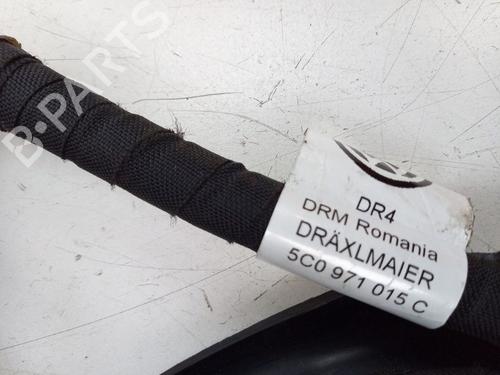 B-PARTS
DR4
DRM Romania
DRÄXLMAIER
5C0 971 015 C